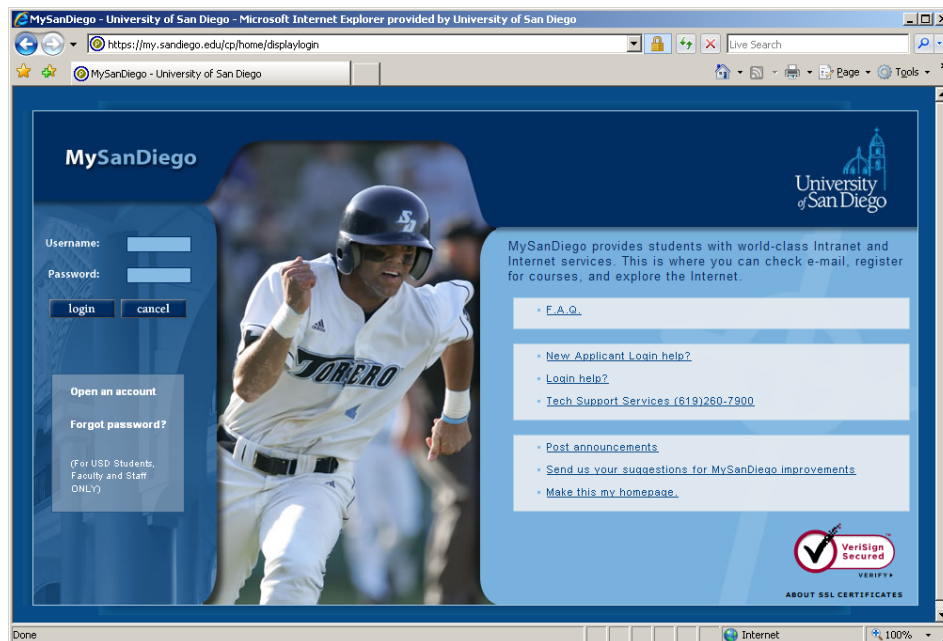 MySanDiego - University of San Diego - Microsoft Internet Explorer provided by University of San Diego
https://my.sandiego.edu/cp/home/displaylogin
Live Search
MySanDiego - University of San Diego
Page
Tools
MySanDiego
University
of San Diego
Username:
Password:
login cancel
Open an account
Forgot password?
(For USD Students,
Faculty and Staff
ONLY)
SD
TORERO
MySanDiego provides students with world-class Intranet and
Internet services. This is where you can check e-mail, register
for courses, and explore the Internet.
F.A.Q.
New Applicant Login help?
Login help?
Tech Support Services (619)260-7900
Post announcements
Send us your suggestions for MySanDiego improvements
Make this my homepage.
VeriSign
Secured
VERIFY
ABOUT SSL CERTIFICATES
Done
Internet
100%